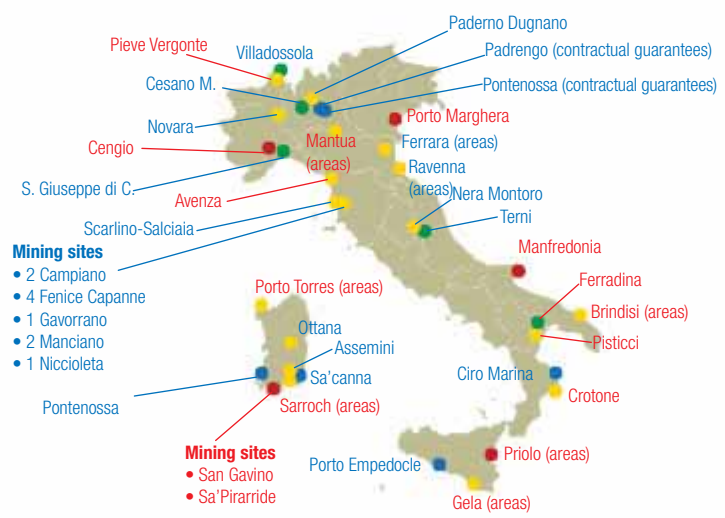 Paderno Dugnano
Pieve Vergonte
Villadossola
Padrengo (contractual guarantees)
Cesano M.
Pontenossa (contractual guarantees)
Novara
Porto Marghera
Cengio
Mantua
(areas)
Ferrara (areas)
Ravenna
(areas)
S. Giuseppe di C.
Avenza
Nera Montoro
Terni
Scarlino-Salciaia
Mining sites
• 2 Campiano
• 4 Fenice Capanne
• 1 Gavorrano
• 2 Manciano
• 1 Niccioleta
Manfredonia
Ferradina
Porto Torres (areas)
Brindisi (areas)
Ottana
Pisticci
Assemini
Sa'canna
Ciro Marina
Crotone
Pontenossa
Sarroch (areas)
Mining sites
• San Gavino
• Sa'Pirarride
Porto Empedocle
Priolo (areas)
Gela (areas)